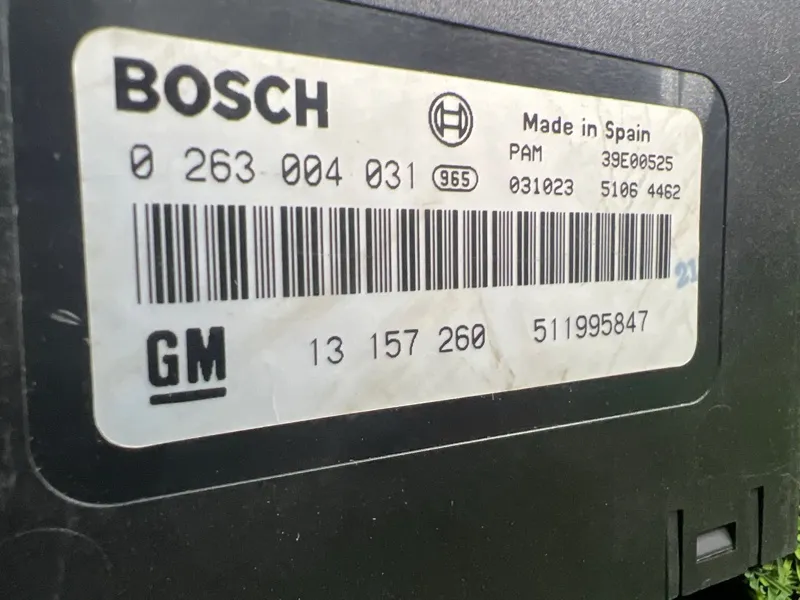 BOSCH
Made in Spain
0 263 004 031 965
PAM 39E00525
031023 5106 4462
21
GM 13 157 260 511995847